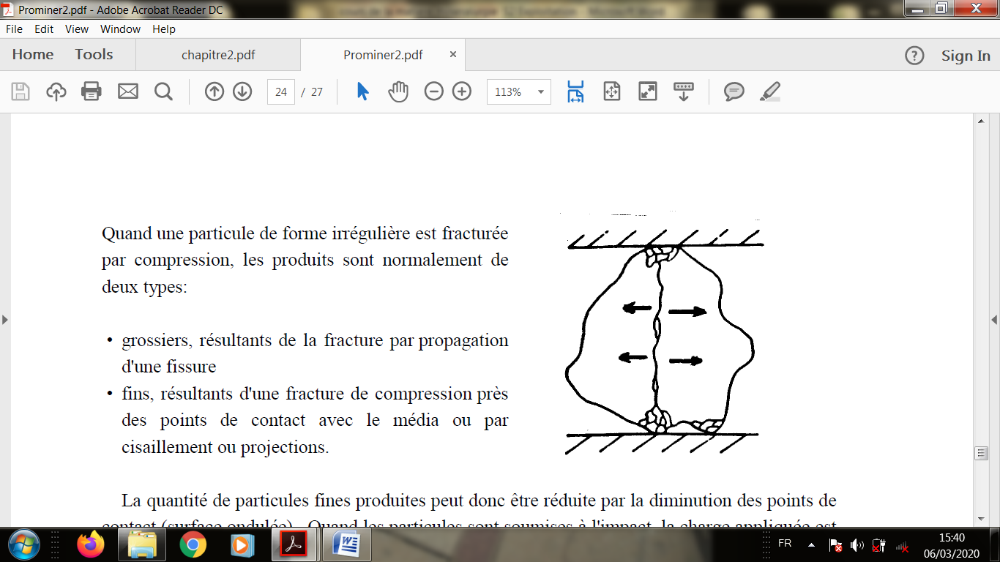 Prominer2.pdf - Adobe Acrobat Reader DC
File Edit View Window Help
Home Tools chapitre2.pdf Prominer2.pdf × Sign In
24 / 27 113%
Quand une particule de forme irrégulière est fracturée
par compression, les produits sont normalement de
deux types:
• grossiers, résultants de la fracture par propagation
d'une fissure
• fins, résultants d'une fracture de compression près
des points de contact avec le média ou par
cisaillement ou projections.
La quantité de particules fines produites peut donc être réduite par la diminution des points de
contact (surface ondulée). Quand les particules sont soumises à l'impact, la charge appliquée est
FR 15:40
06/03/2020